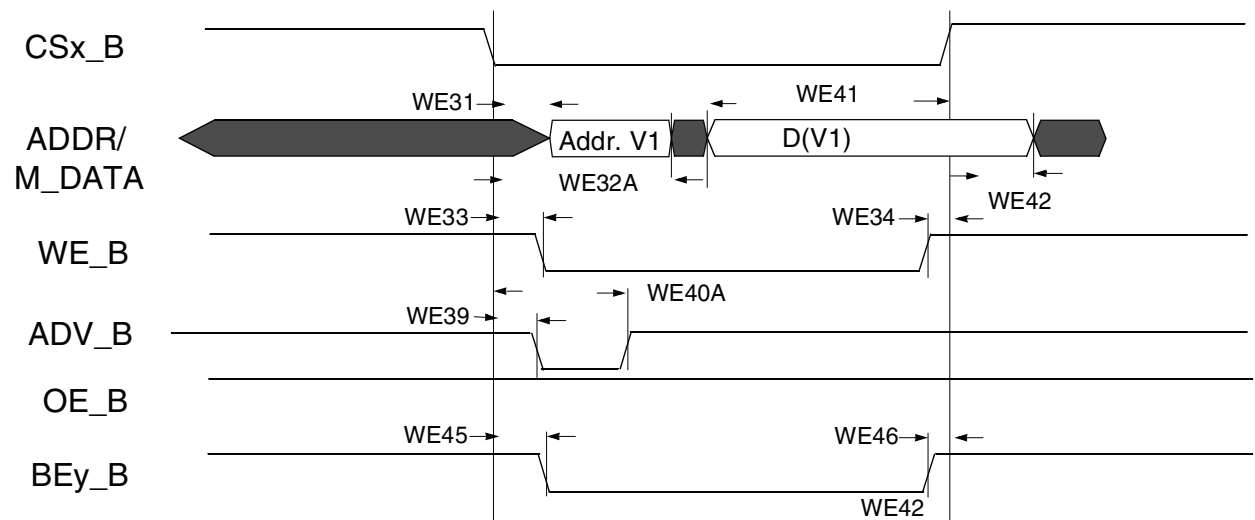 CSx_B
WE31
WE41
ADDR/
M_DATA
Addr. V1
D(V1)
WE32A
WE42
WE33
WE34
WE_B
WE40A
WE39
ADV_B
OE_B
WE45
WE46
BEy_B
WE42